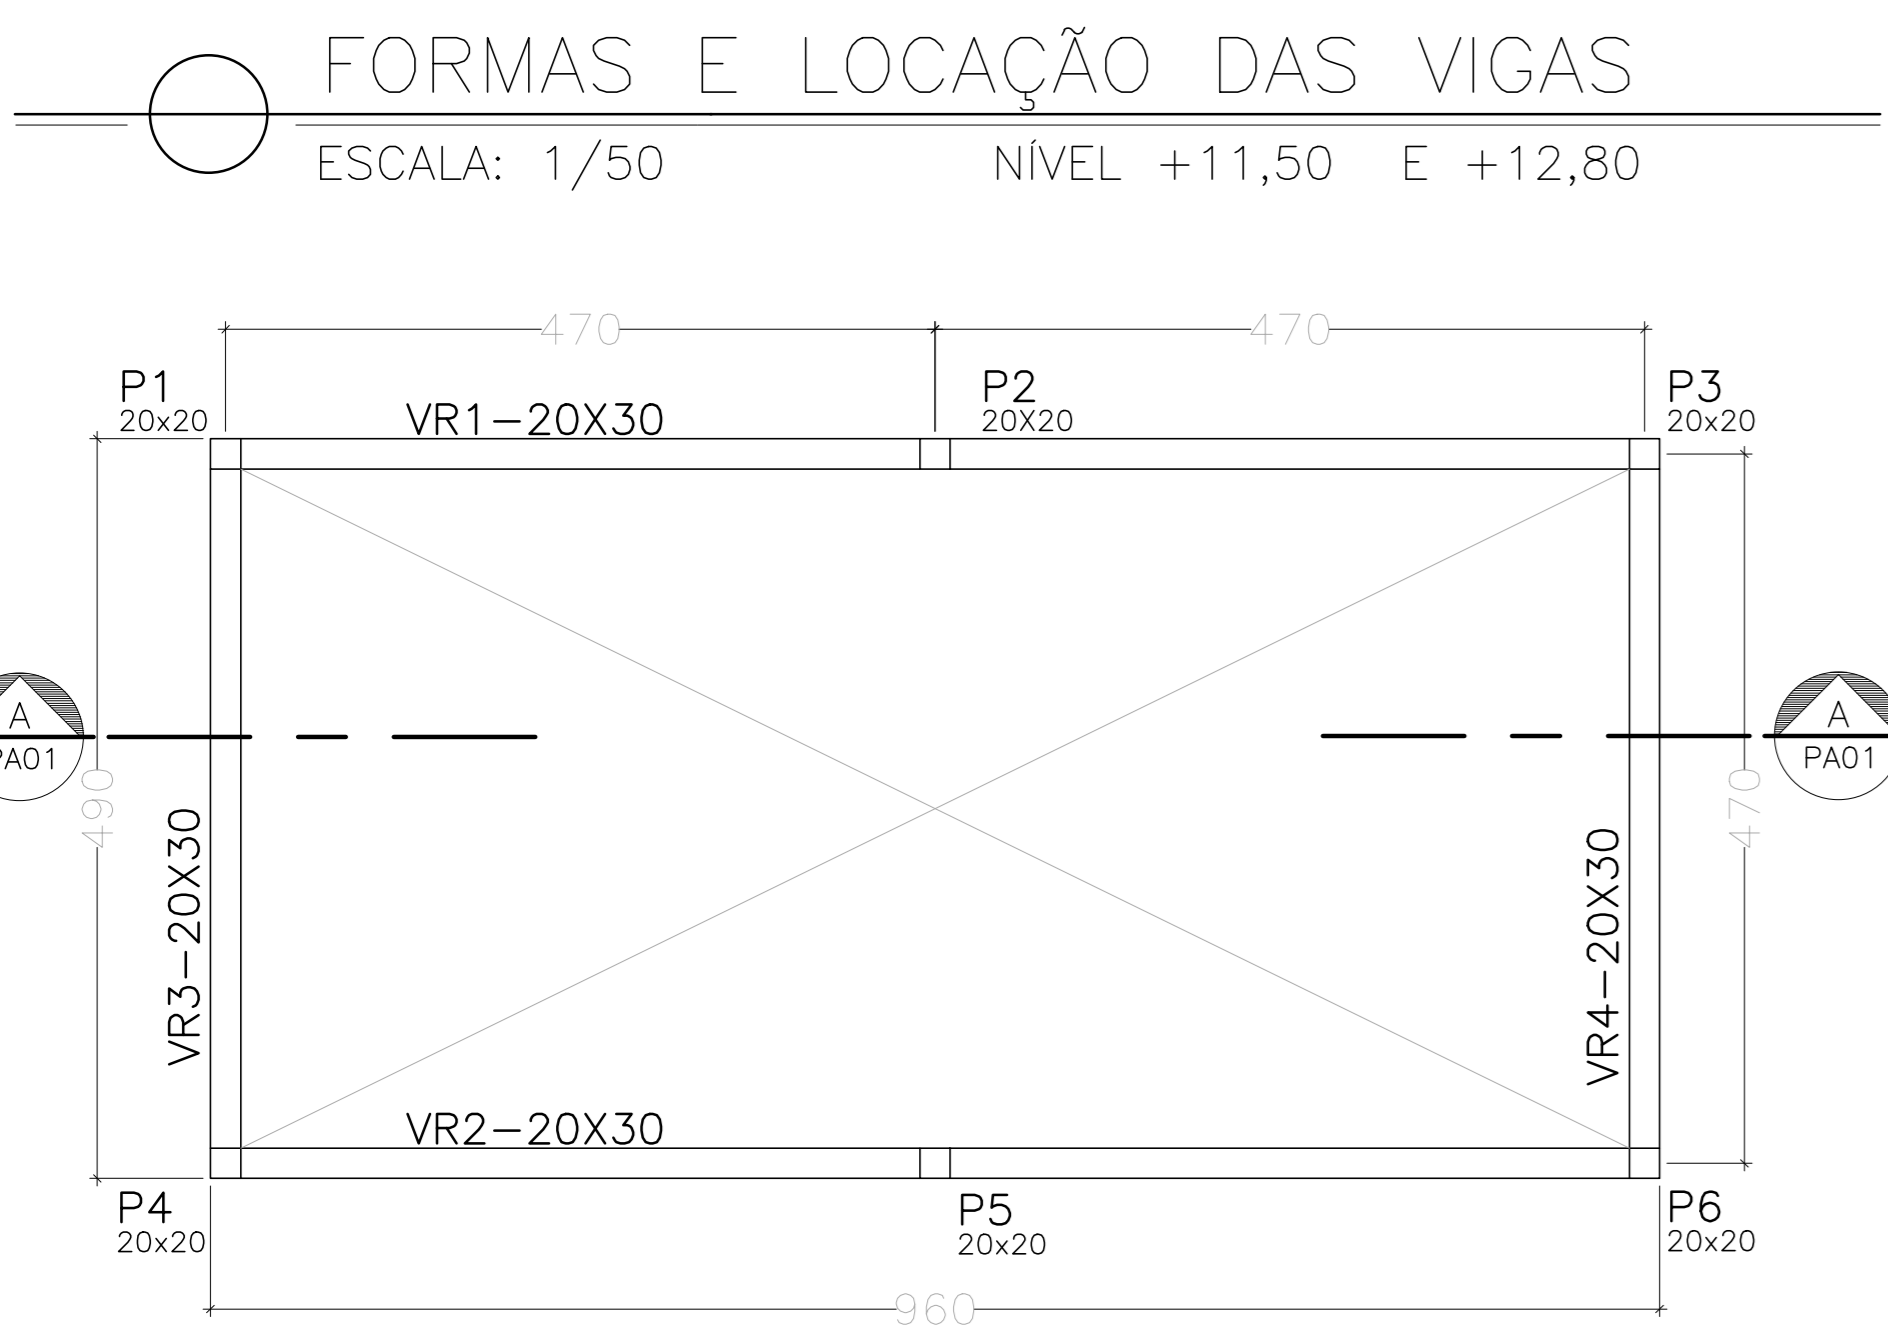 FORMAS E LOCAÇÃO DAS VIGAS
ESCALA: 1/50 NÍVEL +11,50 E +12,80
470 470
P1
20x20
VR1-20X30
P2
20X20
P3
20x20
A
PA01
490
VR3-20X30
A
PA01
470
VR4-20X30
VR2-20X30
P4
20x20
P5
20x20
P6
20x20
960